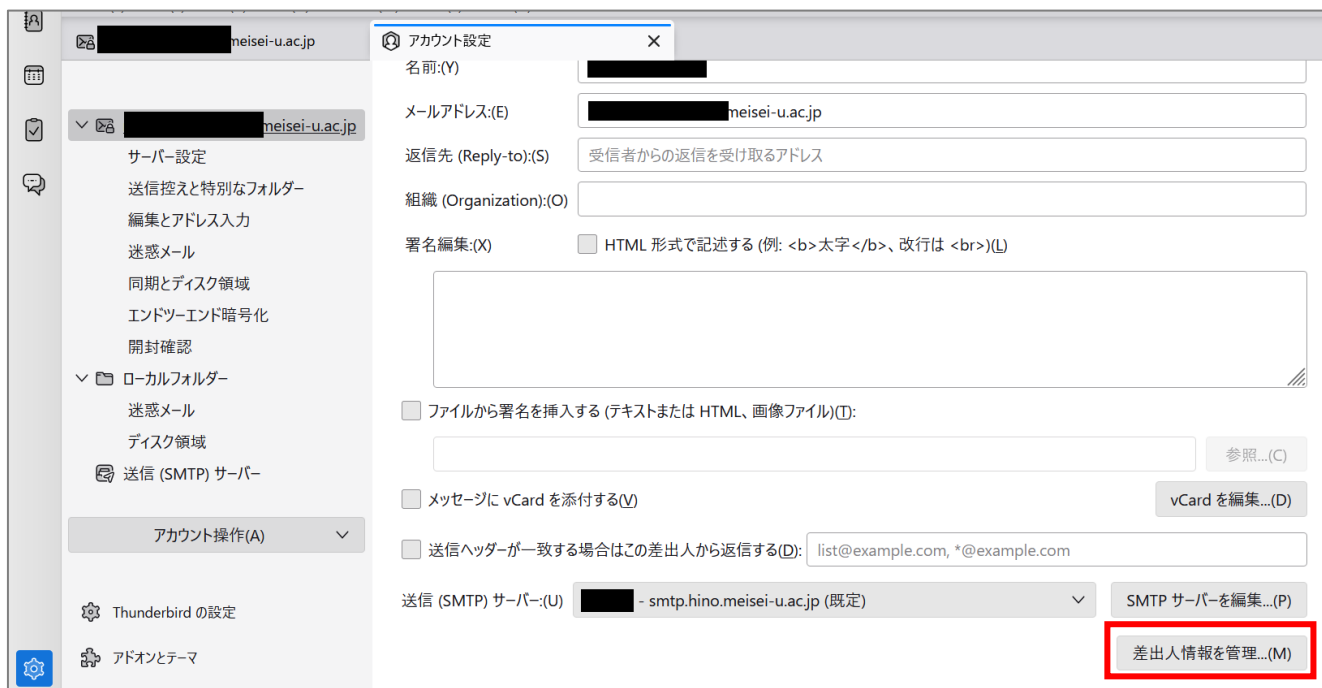 meisei-u.ac.jp
アカウント設定
meisei-u.ac.jp
サーバー設定
送信控えと特別なフォルダー
編集とアドレス入力
迷惑メール
同期とディスク領域
エンドツーエンド暗号化
開封確認
ローカルフォルダー
迷惑メール
ディスク領域
送信 (SMTP) サーバー
アカウント操作(A)
Thunderbird の設定
アドオンとテーマ
名前:(Y)
メールアドレス:(E) meisei-u.ac.jp
返信先 (Reply-to):(S) 受信者からの返信を受け取るアドレス
組織 (Organization):(O)
署名編集:(X) HTML 形式で記述する (例: <b>太字</b>、改行は <br>)(L)
ファイルから署名を挿入する (テキストまたは HTML、画像ファイル)(T):
参照...(C)
メッセージに vCard を添付する(V) vCard を編集...(D)
送信ヘッダーが一致する場合はこの差出人から返信する(D): list@example.com, *@example.com
送信 (SMTP) サーバー:(U) - smtp.hino.meisei-u.ac.jp (既定) SMTP サーバーを編集...(P)
差出人情報を管理...(M)